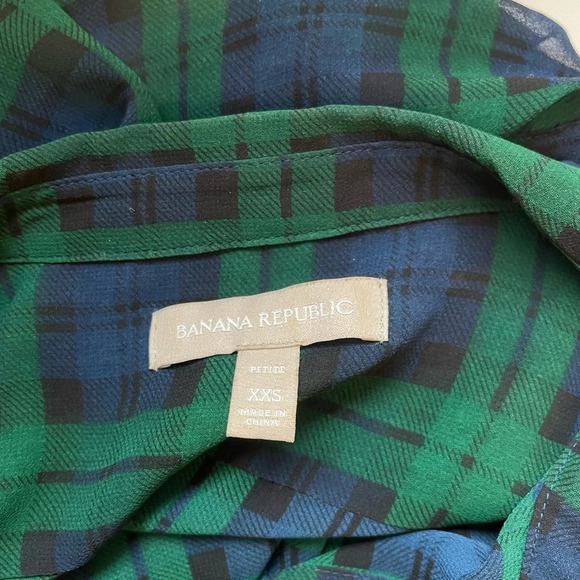 BANANA REPUBLIC
PETITE
XXS
MADE IN
CHINA